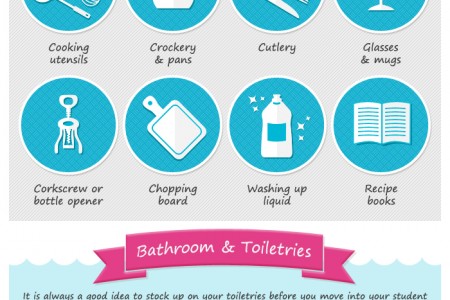 Cooking utensils
Crockery & pans
Cutlery
Glasses & mugs
Corkscrew or bottle opener
Chopping board
Washing up liquid
Recipe books
Bathroom & Toiletries
It is always a good idea to stock up on your toiletries before you move into your student